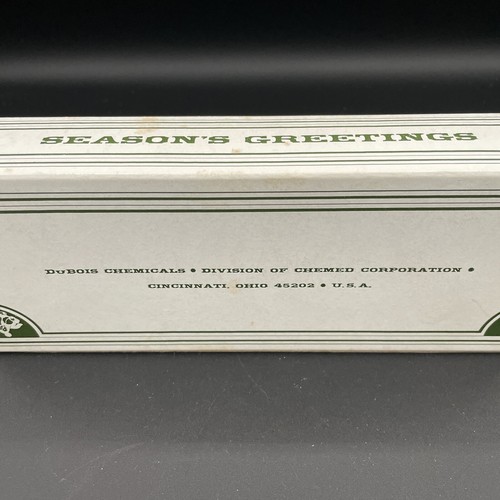 SEASON'S GREETINGS
DuBOIS CHEMICALS • DIVISION OF CHEMED CORPORATION •
CINCINNATI, OHIO 45202 • U.S.A.